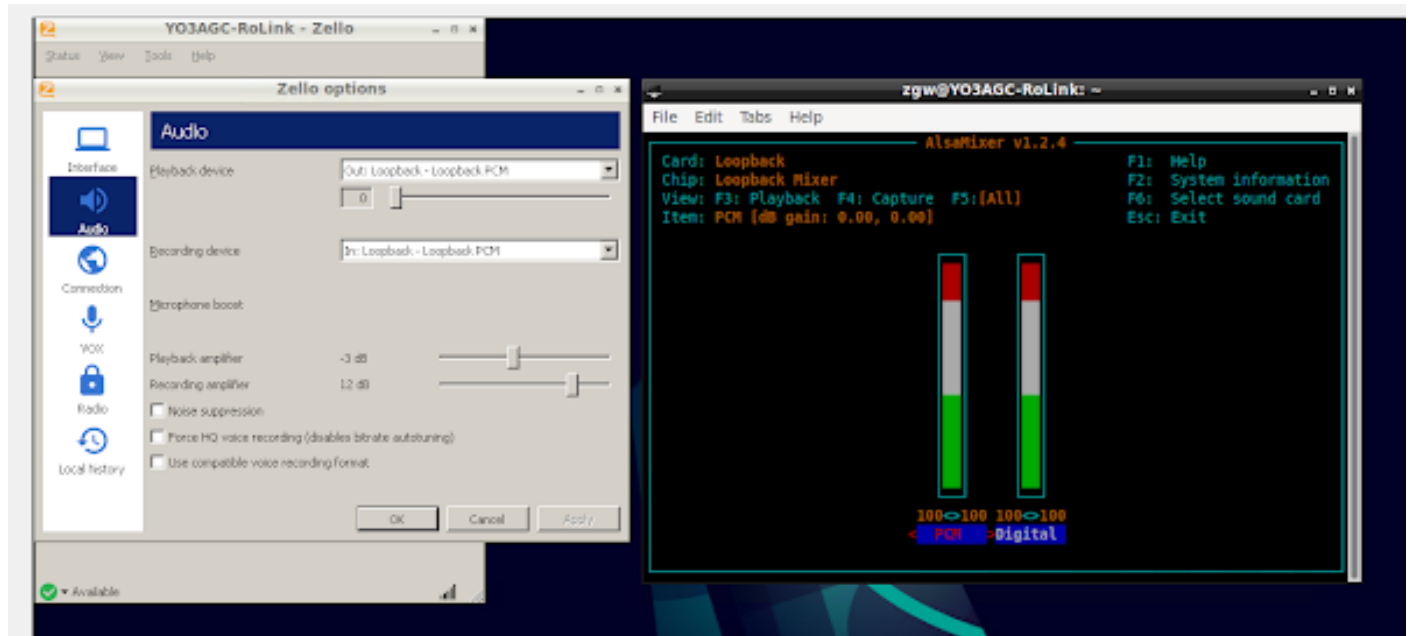 YO3AGC-RoLink - Zello
Status View Tools Help
Zello options
Audio
Interface
Audio
Connection
VOX
Radio
Local history
Playback device
Out: Loopback - Loopback PCM
0
Recording device
In: Loopback - Loopback PCM
Microphone boost
Playback amplifier -3 dB
Recording amplifier 12 dB
Noise suppression
Force HQ voice recording (disables bitrate autotuning)
Use compatible voice recording format
OK Cancel Apply
Available
zgw@YO3AGC-RoLink: ~
File Edit Tabs Help
AlsaMixer v1.2.4
Card: Loopback F1: Help
Chip: Loopback Mixer F2: System information
View: F3: Playback F4: Capture F5:[All] F6: Select sound card
Item: PCM [dB gain: 0.00, 0.00] Esc: Exit
100<>100 100<>100
< PCM >Digital